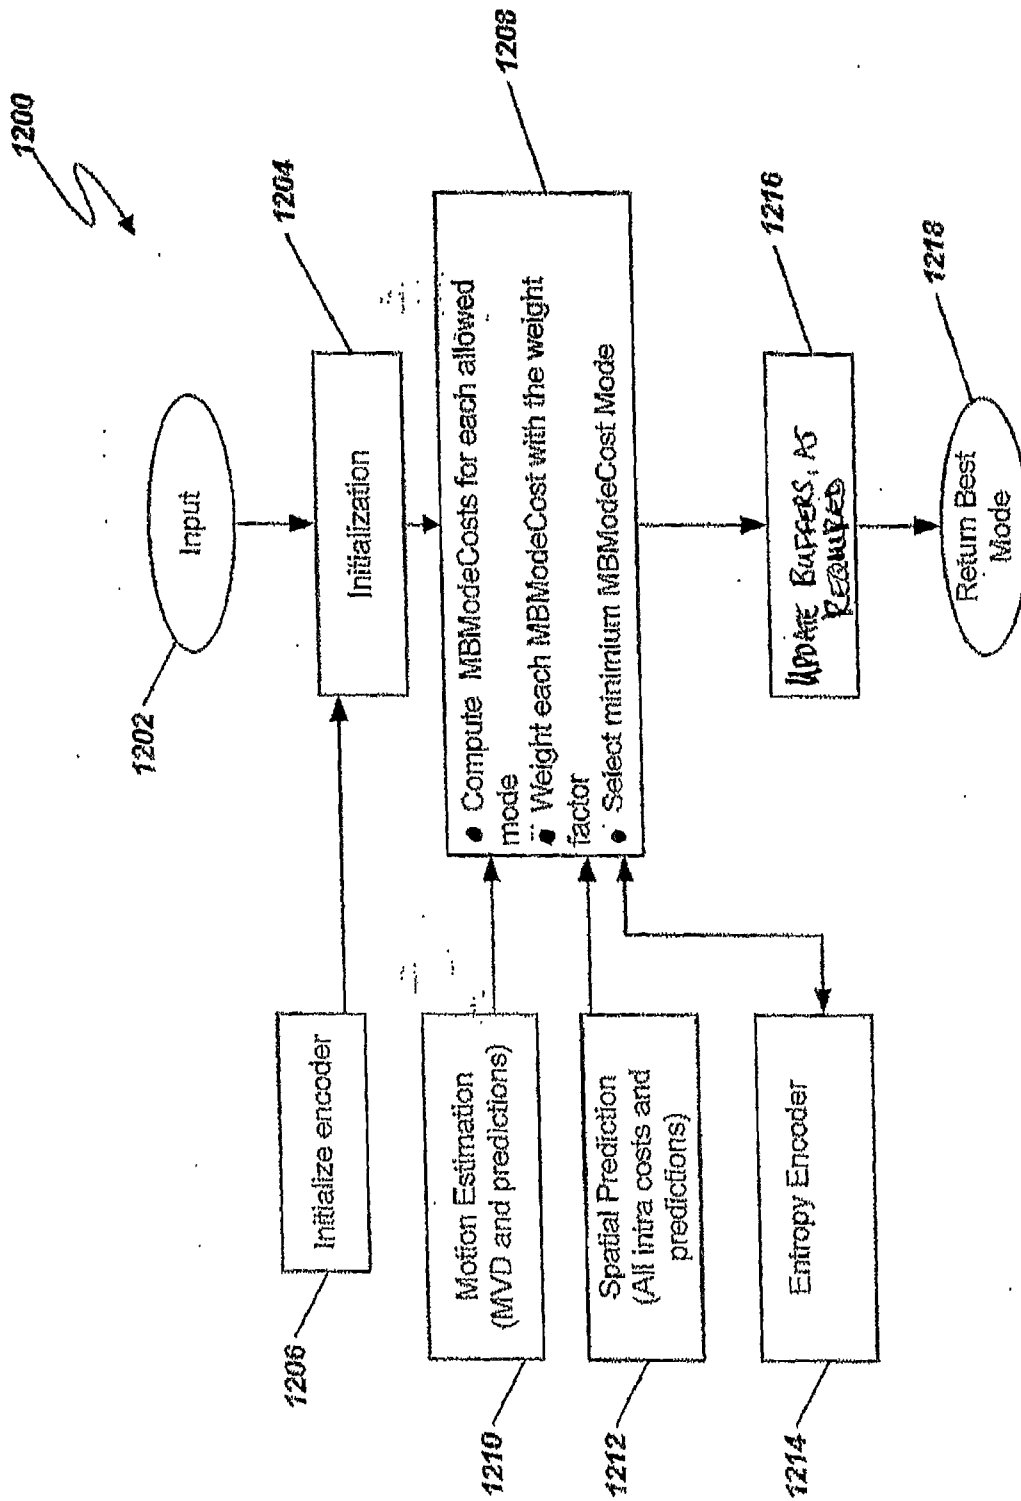 1200
Input
1202
Initialization
1204
Initialize encoder
1206
• Compute MBModeCosts for each allowed
mode
• Weight each MBModeCost with the weight
factor
• Select minimium MBModeCost Mode
1208
Motion Estimation
(MVD and predictions)
1210
Spatial Prediction
(All intra costs and
predictions)
1212
Entropy Encoder
1214
UPDATE BUFFERS, AS
REQUIRED
1216
Return Best
Mode
1218